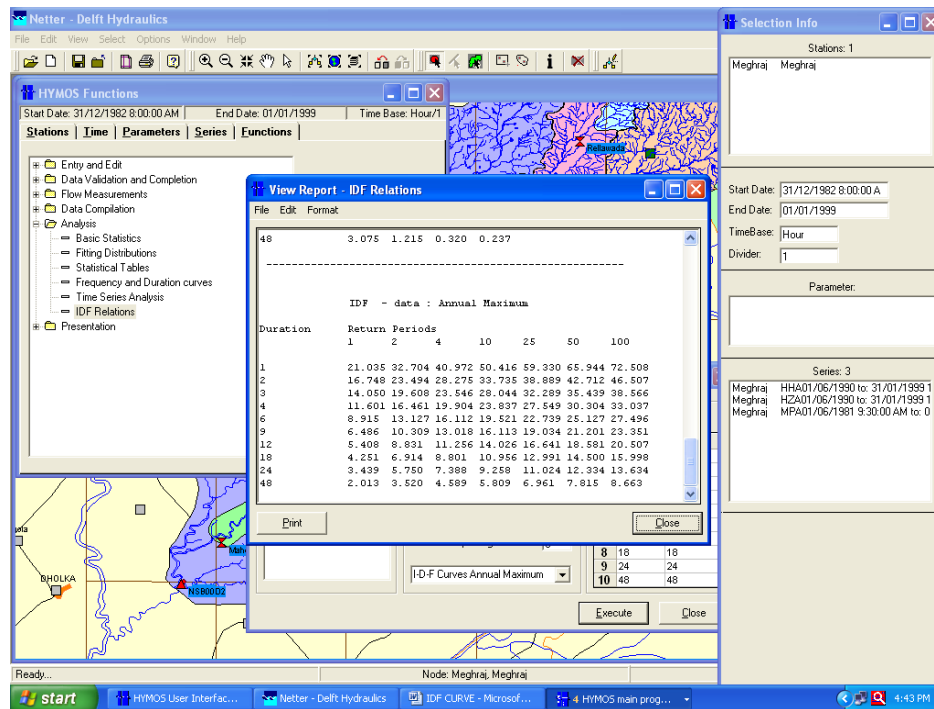 Netter - Delft Hydraulics
File Edit View Select Options Window Help
HYMOS Functions
Start Date: 31/12/1982 8:00:00 AM End Date: 01/01/1999 Time Base: Hour/1
Stations | Time | Parameters | Series | Functions |
Entry and Edit
Data Validation and Completion
Flow Measurements
Data Compilation
Analysis
Basic Statistics
Fitting Distributions
Statistical Tables
Frequency and Duration curves
Time Series Analysis
IDF Relations
Presentation
Rellawada
View Report - IDF Relations
File Edit Format
48 3.075 1.215 0.320 0.237
---------------------------------------------------------
IDF - data : Annual Maximum
Duration Return Periods
1 2 4 10 25 50 100
1 21.035 32.704 40.972 50.416 59.330 65.944 72.508
2 16.748 23.494 28.275 33.735 38.889 42.712 46.507
3 14.050 19.608 23.546 28.044 32.289 35.439 38.566
4 11.601 16.461 19.904 23.837 27.549 30.304 33.037
6 8.915 13.127 16.112 19.521 22.739 25.127 27.496
9 6.486 10.309 13.018 16.113 19.034 21.201 23.351
12 5.408 8.831 11.256 14.026 16.641 18.581 20.507
18 4.251 6.914 8.801 10.956 12.991 14.500 15.998
24 3.439 5.750 7.388 9.258 11.024 12.334 13.634
48 2.013 3.520 4.589 5.809 6.961 7.815 8.663
Print
Close
I-D-F Curves Annual Maximum
8 18 18
9 24 24
10 48 48
Execute
Close
DHOLKA
NSB00D2
Selection Info
Stations: 1
Meghraj Meghraj
Start Date: 31/12/1982 8:00:00 A
End Date: 01/01/1999
TimeBase: Hour
Divider: 1
Parameter:
Series: 3
Meghraj HHA01/06/1990 to: 31/01/1999 1
Meghraj HZA01/06/1990 to: 31/01/1999 1
Meghraj MPA01/06/1981 9:30:00 AM to: 0
Ready...
Node: Meghraj, Meghraj
start
HYMOS User Interfac...
Netter - Delft Hydraulics
IDF CURVE - Microsof...
4 HYMOS main prog...
4:43 PM